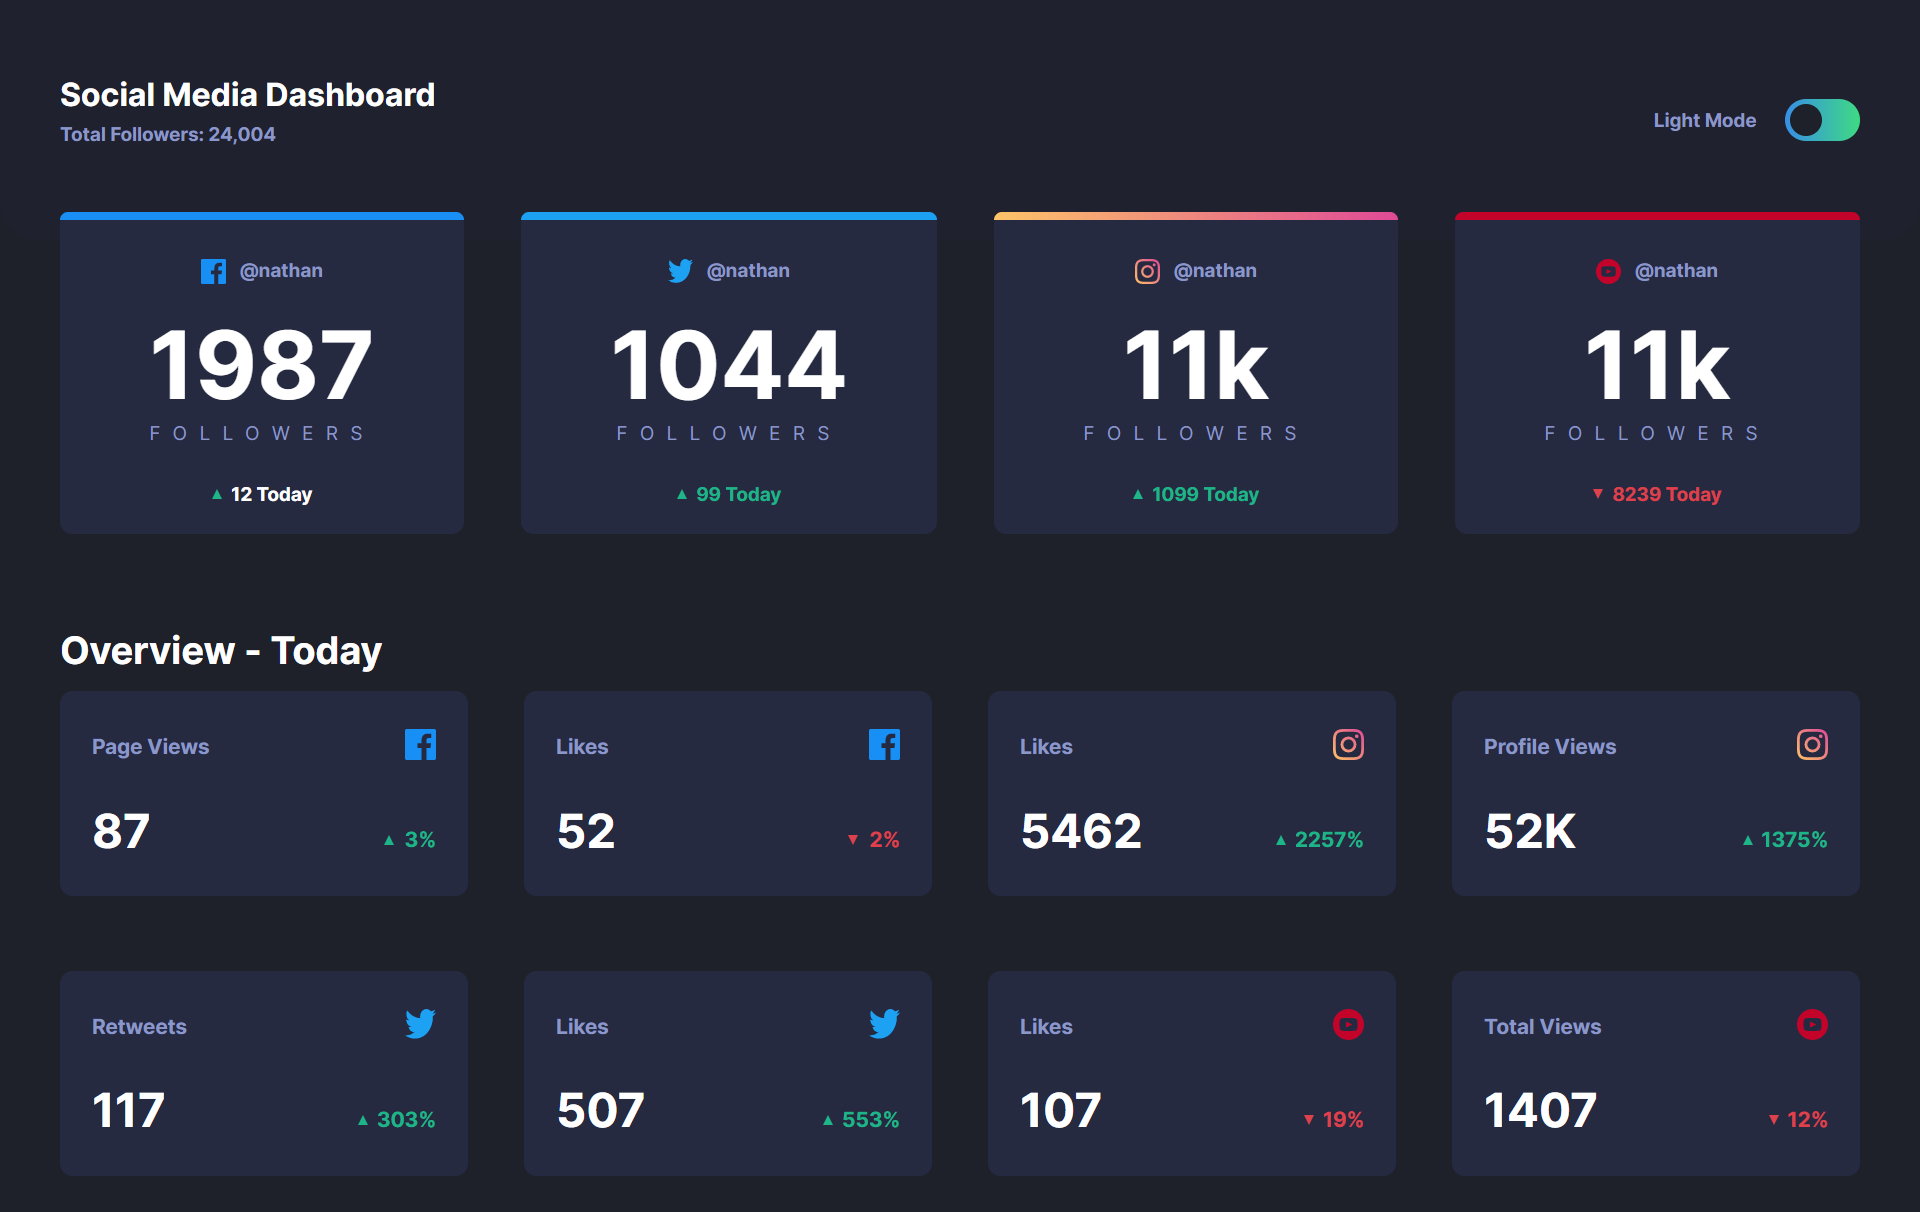 Social Media Dashboard
Total Followers: 24,004
Light Mode
@nathan
1987
FOLLOWERS
▲ 12 Today
@nathan
1044
FOLLOWERS
▲ 99 Today
@nathan
11k
FOLLOWERS
▲ 1099 Today
@nathan
11k
FOLLOWERS
▼ 8239 Today
Overview - Today
Page Views
87
▲ 3%
Likes
52
▼ 2%
Likes
5462
▲ 2257%
Profile Views
52K
▲ 1375%
Retweets
117
▲ 303%
Likes
507
▲ 553%
Likes
107
▼ 19%
Total Views
1407
▼ 12%